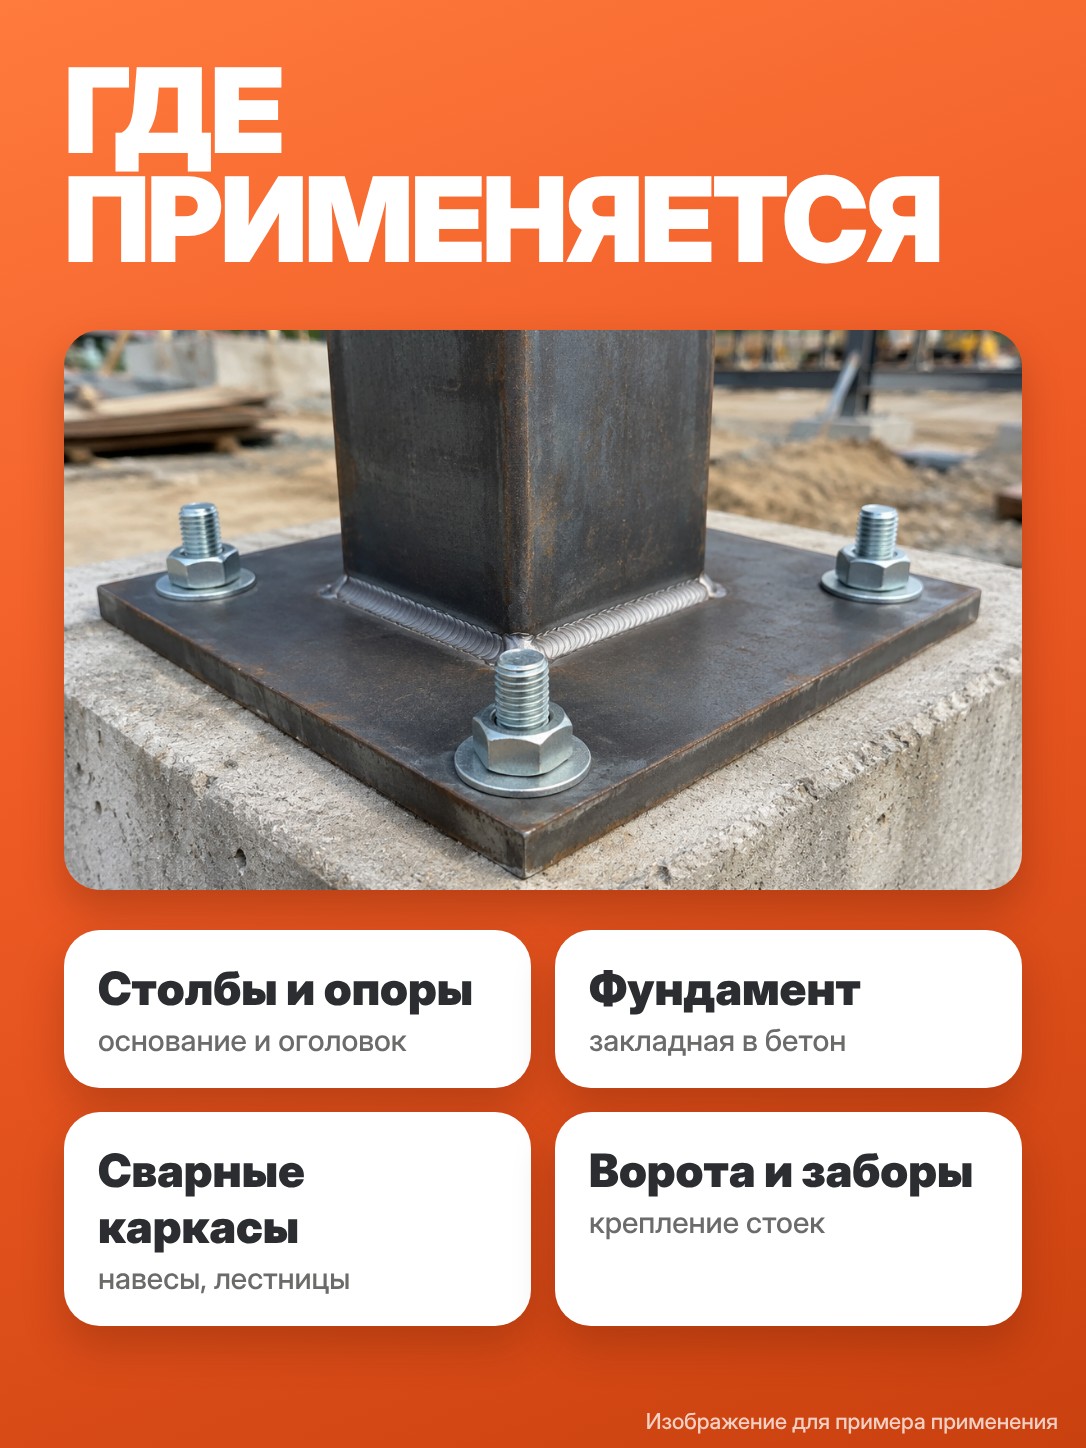 ГДЕ
ПРИМЕНЯЕТСЯ
Столбы и опоры
основание и оголовок
Фундамент
закладная в бетон
Сварные
каркасы
навесы, лестницы
Ворота и заборы
крепление стоек
Изображение для примера применения